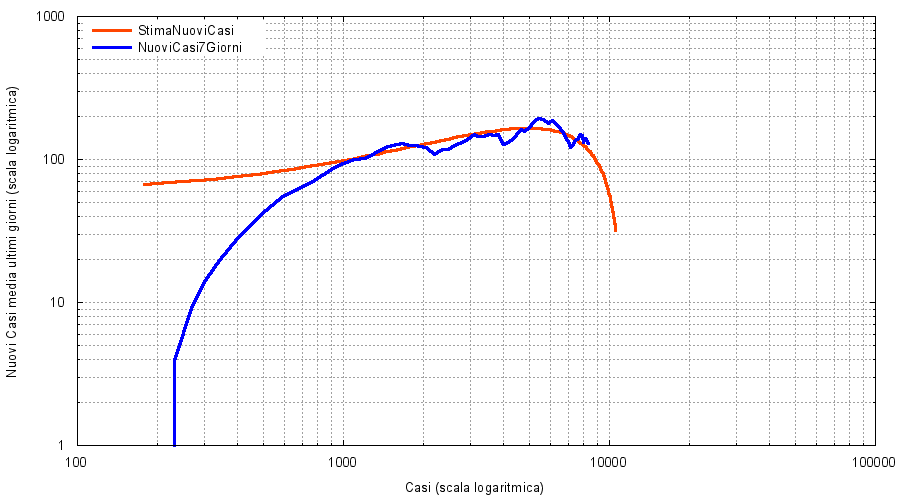 1000
StimaNuoviCasi
NuoviCasi7Giorni
100
10
1
Nuovi Casi media ultimi giorni (scala logaritmica)
100 1000 10000 100000
Casi (scala logaritmica)